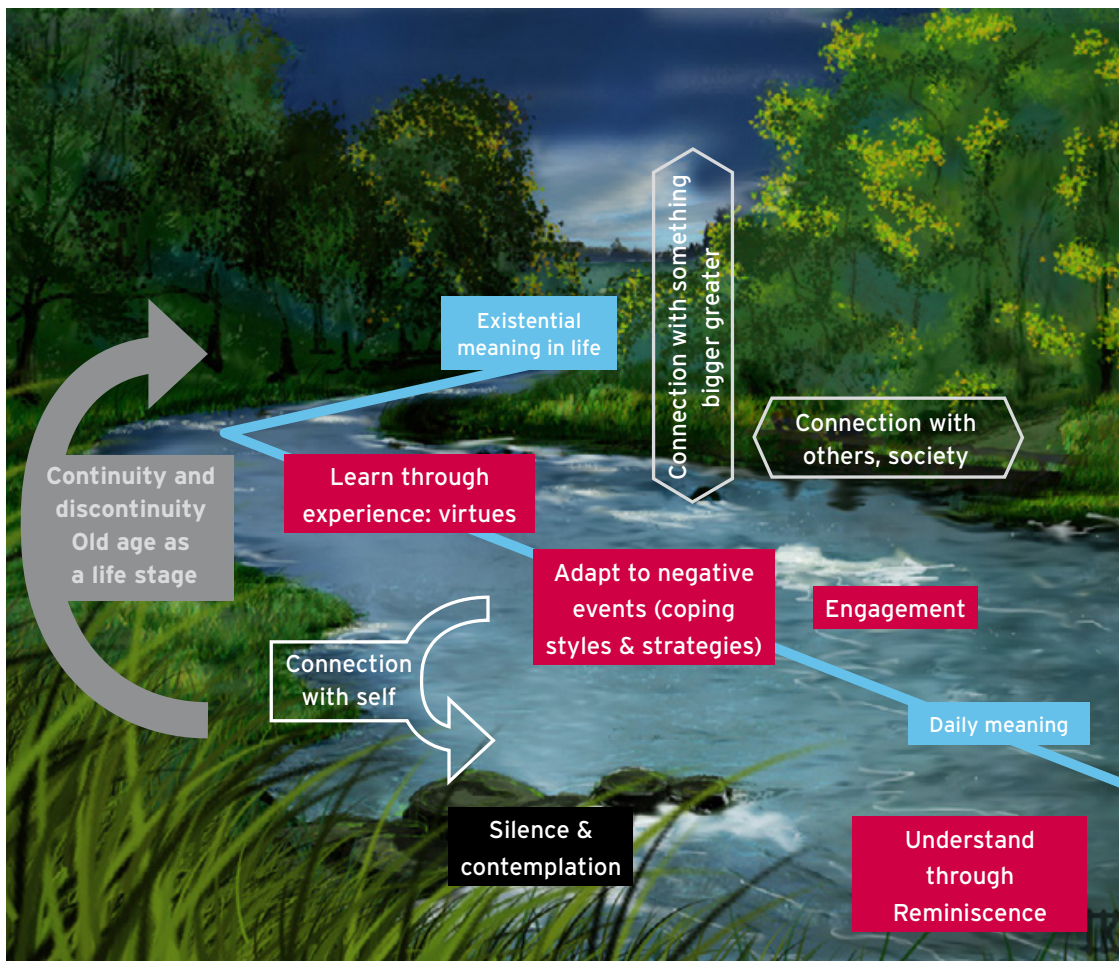 Connection with something
bigger greater
Existential
meaning in life
Connection with
others, society
Continuity and
discontinuity
Old age as
a life stage
Learn through
experience: virtues
Adapt to negative
events (coping
styles & strategies)
Engagement
Connection
with self
Daily meaning
Silence &
contemplation
Understand
through
Reminiscence